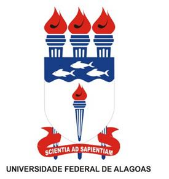 SCIENTIA AD SAPIENTIAM
UNIVERSIDADE FEDERAL DE ALAGOAS